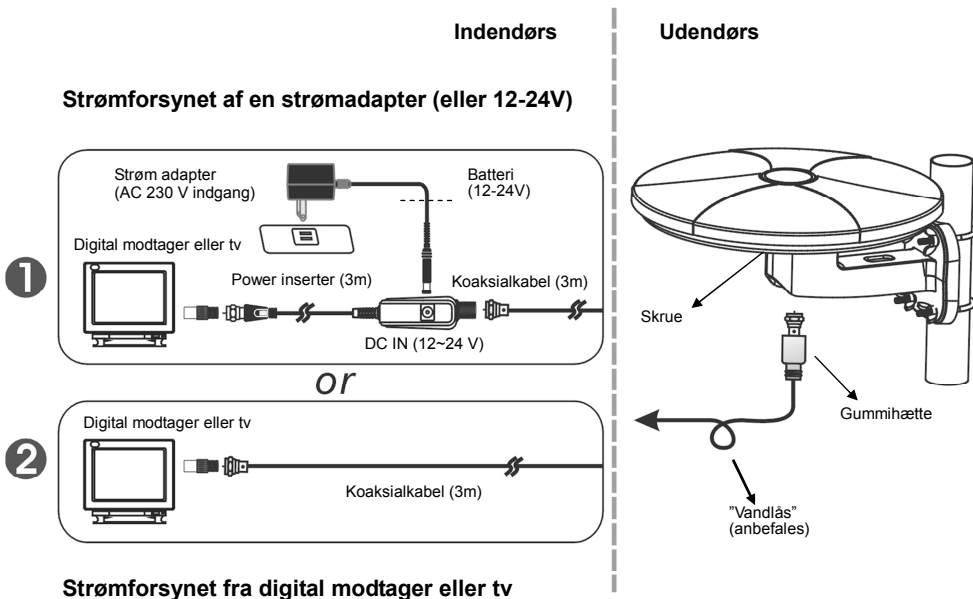 Indendørs
Udendørs
Strømforsynet af en strømadapter (eller 12-24V)
1
Strøm adapter
(AC 230 V indgang)
Batteri
(12-24V)
Digital modtager eller tv
Power inserter (3m)
Koaksialkabel (3m)
DC IN (12~24 V)
or
2
Digital modtager eller tv
Koaksialkabel (3m)
Strømforsynet fra digital modtager eller tv
Skrue
Gummihætte
”Vandlås”
(anbefales)